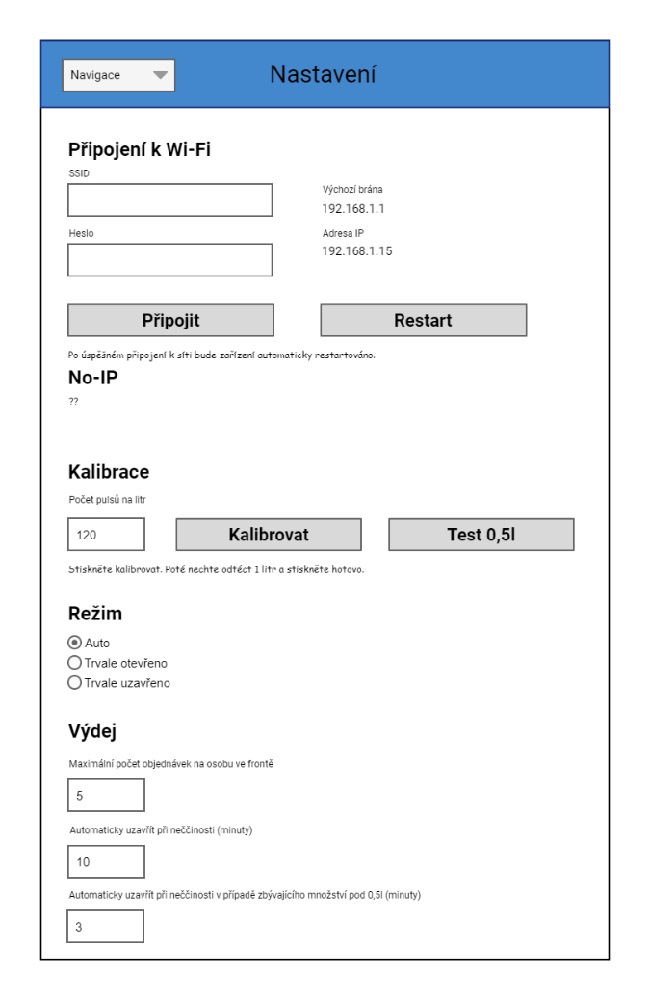 Navigace
Nastavení
Připojení k Wi-Fi
SSID
Výchozí brána
192.168.1.1
Heslo
Adresa IP
192.168.1.15
Připojit
Restart
Po úspěšném připojení k síti bude zařízení automaticky restartováno.
No-IP
??
Kalibrace
Počet pulsů na litr
120
Kalibrovat
Test 0,5l
Stiskněte kalibrovat. Poté nechte odtéct 1 litr a stiskněte hotovo.
Režim
Auto
Trvale otevřeno
Trvale uzavřeno
Výdej
Maximální počet objednávek na osobu ve frontě
5
Automaticky uzavřít při neččinosti (minuty)
10
Automaticky uzavřít při neččinosti v případě zbývajícího množství pod 0,5l (minuty)
3